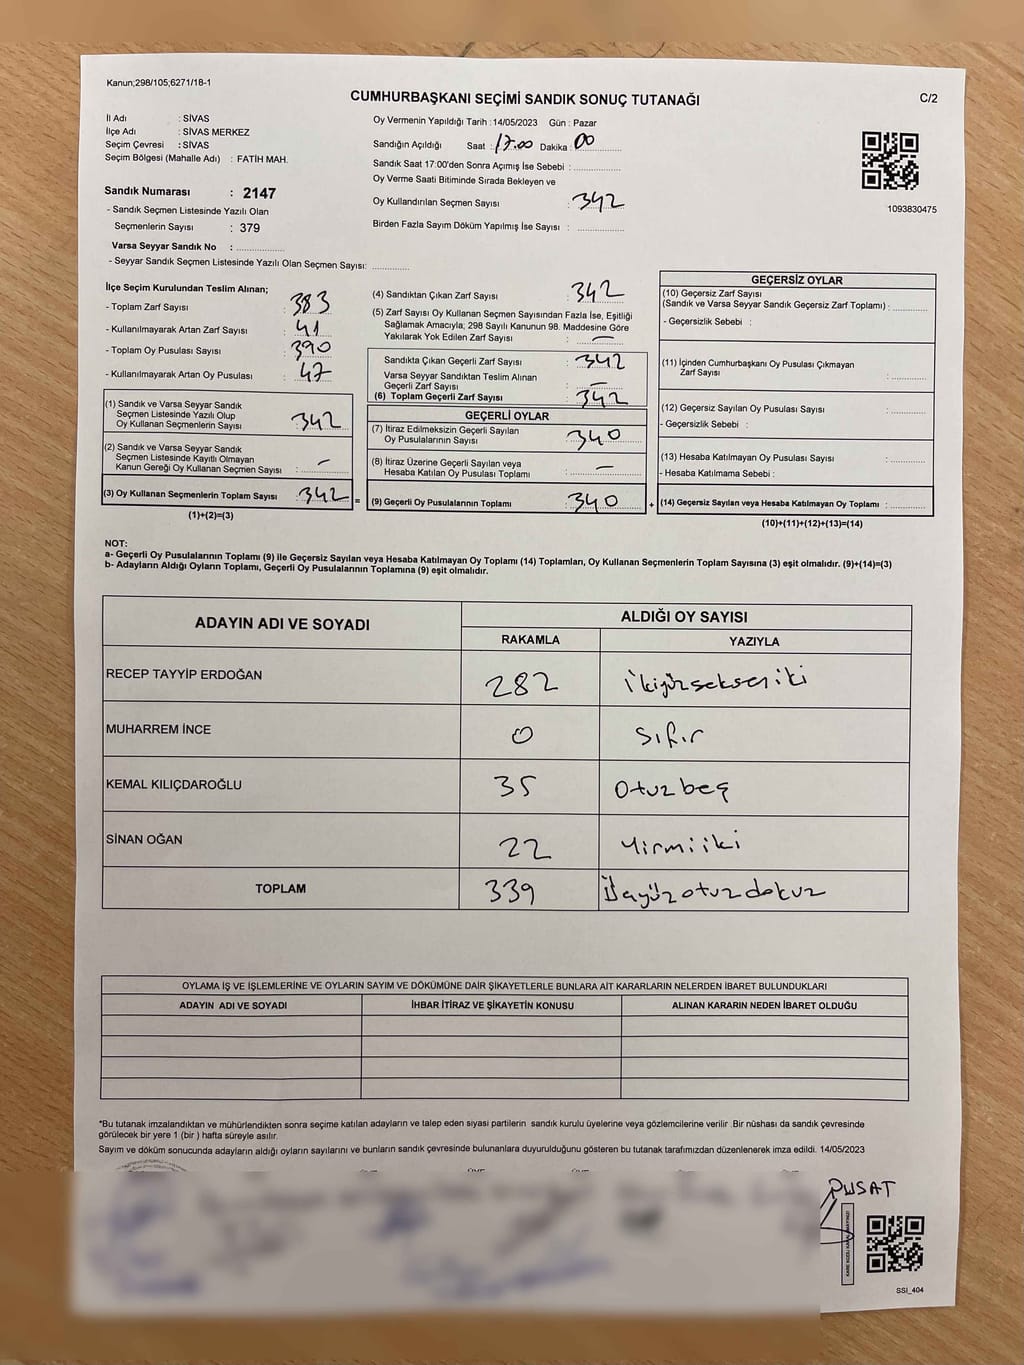 Kanun;298/105;6271/18-1
CUMHURBAŞKANI SEÇİMİ SANDIK SONUÇ TUTANAĞI
C/2
İl Adı : SİVAS
İlçe Adı : SİVAS MERKEZ
Seçim Çevresi : SİVAS
Seçim Bölgesi (Mahalle Adı) : FATİH MAH.
Sandık Numarası : 2147
- Sandık Seçmen Listesinde Yazılı Olan
Seçmenlerin Sayısı : 379
Varsa Seyyar Sandık No : ................
- Seyyar Sandık Seçmen Listesinde Yazılı Olan Seçmen Sayısı: ............
Oy Vermenin Yapıldığı Tarih : 14/05/2023 Gün : Pazar
Sandığın Açıldığı Saat : 17.00 Dakika : 00
Sandık Saat 17:00'den Sonra Açımış İse Sebebi : ................
Oy Verme Saati Bitiminde Sırada Bekleyen ve
Oy Kullandırılan Seçmen Sayısı : 342
Birden Fazla Sayım Döküm Yapılmış İse Sayısı : ................
1093830475
İlçe Seçim Kurulundan Teslim Alınan;
- Toplam Zarf Sayısı : 383
- Kullanılmayarak Artan Zarf Sayısı : 41
- Toplam Oy Pusulası Sayısı : 390
- Kullanılmayarak Artan Oy Pusulası : 47
(1) Sandık ve Varsa Seyyar Sandık
Seçmen Listesinde Yazılı Olup
Oy Kullanan Seçmenlerin Sayısı : 342
(2) Sandık ve Varsa Seyyar Sandık
Seçmen Listesinde Kayıtlı Olmayan
Kanun Gereği Oy Kullanan Seçmen Sayısı : –
(3) Oy Kullanan Seçmenlerin Toplam Sayısı : 342 =
(1)+(2)=(3)
(4) Sandıktan Çıkan Zarf Sayısı : 342
(5) Zarf Sayısı Oy Kullanan Seçmen Sayısından Fazla İse, Eşitliği
Sağlamak Amacıyla; 298 Sayılı Kanunun 98. Maddesine Göre
Yakılarak Yok Edilen Zarf Sayısı : –
Sandıkta Çıkan Geçerli Zarf Sayısı : 342
Varsa Seyyar Sandıktan Teslim Alınan
Geçerli Zarf Sayısı : –
(6) Toplam Geçerli Zarf Sayısı : 342
GEÇERLİ OYLAR
(7) İtiraz Edilmeksizin Geçerli Sayılan
Oy Pusulalarının Sayısı : 340
(8) İtiraz Üzerine Geçerli Sayılan veya
Hesaba Katılan Oy Pusulası Toplamı : –
(9) Geçerli Oy Pusulalarının Toplamı : 340 +
GEÇERSİZ OYLAR
(10) Geçersiz Zarf Sayısı
(Sandık ve Varsa Seyyar Sandık Geçersiz Zarf Toplamı) : ............
- Geçersizlik Sebebi :
(11) İçinden Cumhurbaşkanı Oy Pusulası Çıkmayan
Zarf Sayısı : ............
(12) Geçersiz Sayılan Oy Pusulası Sayısı : ............
- Geçersizlik Sebebi :
(13) Hesaba Katılmayan Oy Pusulası Sayısı : ............
- Hesaba Katılmama Sebebi :
(14) Geçersiz Sayılan veya Hesaba Katılmayan Oy Toplamı : ............
(10)+(11)+(12)+(13)=(14)
NOT:
a- Geçerli Oy Pusulalarının Toplamı (9) ile Geçersiz Sayılan veya Hesaba Katılmayan Oy Toplamı (14) Toplamları, Oy Kullanan Seçmenlerin Toplam Sayısına (3) eşit olmalıdır. (9)+(14)=(3)
b- Adayların Aldığı Oyların Toplamı, Geçerli Oy Pusulalarının Toplamına (9) eşit olmalıdır.
ADAYIN ADI VE SOYADI
ALDIĞI OY SAYISI
RAKAMLA YAZIYLA
RECEP TAYYİP ERDOĞAN 282 ikiyüzsekseniki
MUHARREM İNCE 0 sıfır
KEMAL KILIÇDAROĞLU 35 Otuzbeş
SİNAN OĞAN 22 Yirmiiki
TOPLAM 339 üçyüzotuzdokuz
OYLAMA İŞ VE İŞLEMLERİNE VE OYLARIN SAYIM VE DÖKÜMÜNE DAİR ŞİKAYETLERLE BUNLARA AİT KARARLARIN NELERDEN İBARET BULUNDUKLARI
ADAYIN ADI VE SOYADI İHBAR İTİRAZ VE ŞİKAYETİN KONUSU ALINAN KARARIN NEDEN İBARET OLDUĞU
*Bu tutanak imzalandıktan ve mühürlendikten sonra seçime katılan adayların ve talep eden siyasi partilerin sandık kurulu üyelerine veya gözlemcilerine verilir .Bir nüshası da sandık çevresinde
görülecek bir yere 1 (bir ) hafta süreyle asılır.
Sayım ve döküm sonucunda adayların aldığı oyların sayılarını ve bunların sandık çevresinde bulunanlara duyurulduğunu gösteren bu tutanak tarafımızdan düzenlenerek imza edildi. 14/05/2023
PUSAT
SSI_404